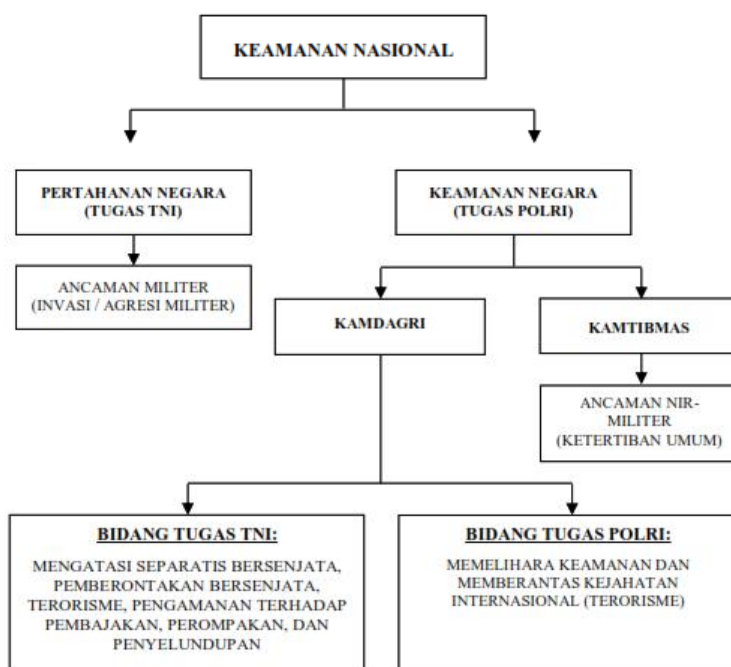 KEAMANAN NASIONAL
PERTAHANAN NEGARA
(TUGAS TNI)
KEAMANAN NEGARA
(TUGAS POLRI)
ANCAMAN MILITER
(INVASI / AGRESI MILITER)
KAMDAGRI
KAMTIBMAS
ANCAMAN NIR-
MILITER
(KETERTIBAN UMUM)
BIDANG TUGAS TNI:
MENGATASI SEPARATIS BERSENJATA,
PEMBERONTAKAN BERSENJATA,
TERORISME, PENGAMANAN TERHADAP
PEMBAJAKAN, PEROMPAKAN, DAN
PENYELUNDUPAN
BIDANG TUGAS POLRI:
MEMELIHARA KEAMANAN DAN
MEMBERANTAS KEJAHATAN
INTERNASIONAL (TERORISME)